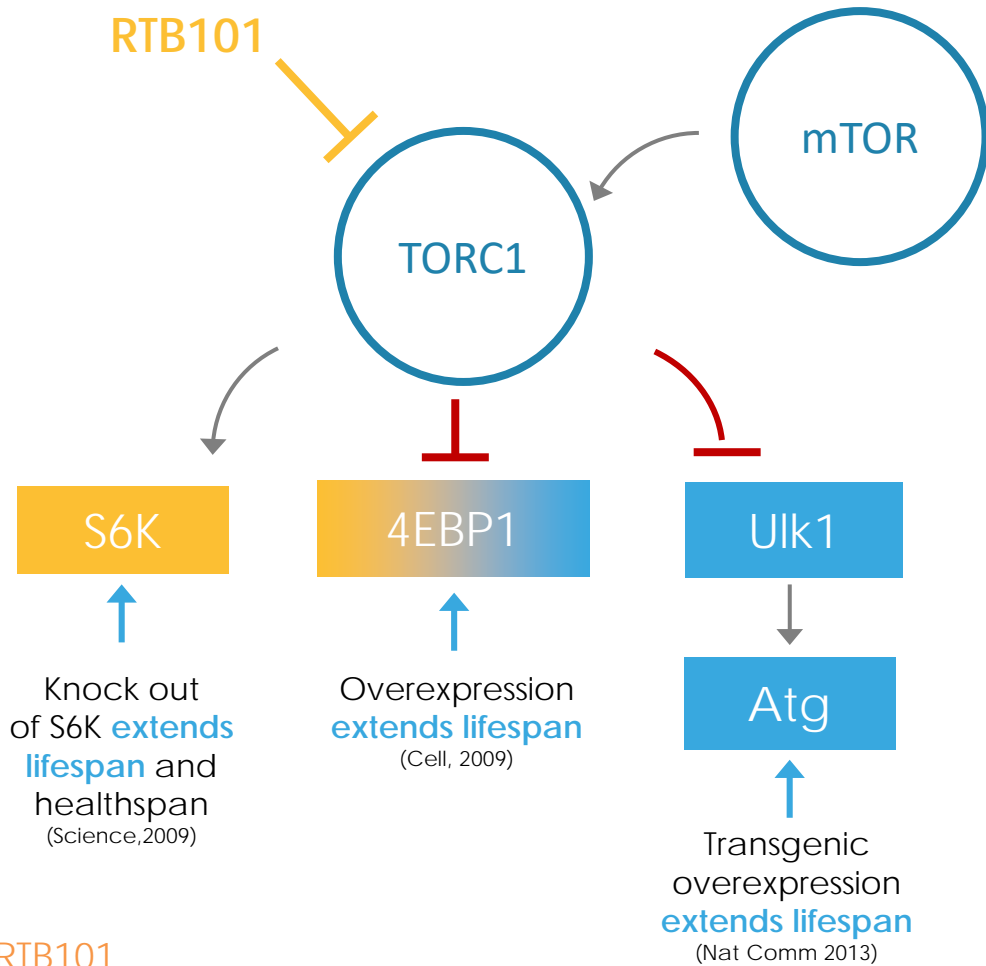 RTB101
mTOR
TORC1
S6K
4EBP1
Ulk1
Atg
Knock out
of S6K extends
lifespan and
healthspan
(Science,2009)
Overexpression
extends lifespan
(Cell, 2009)
Transgenic
overexpression
extends lifespan
(Nat Comm 2013)
RTB101